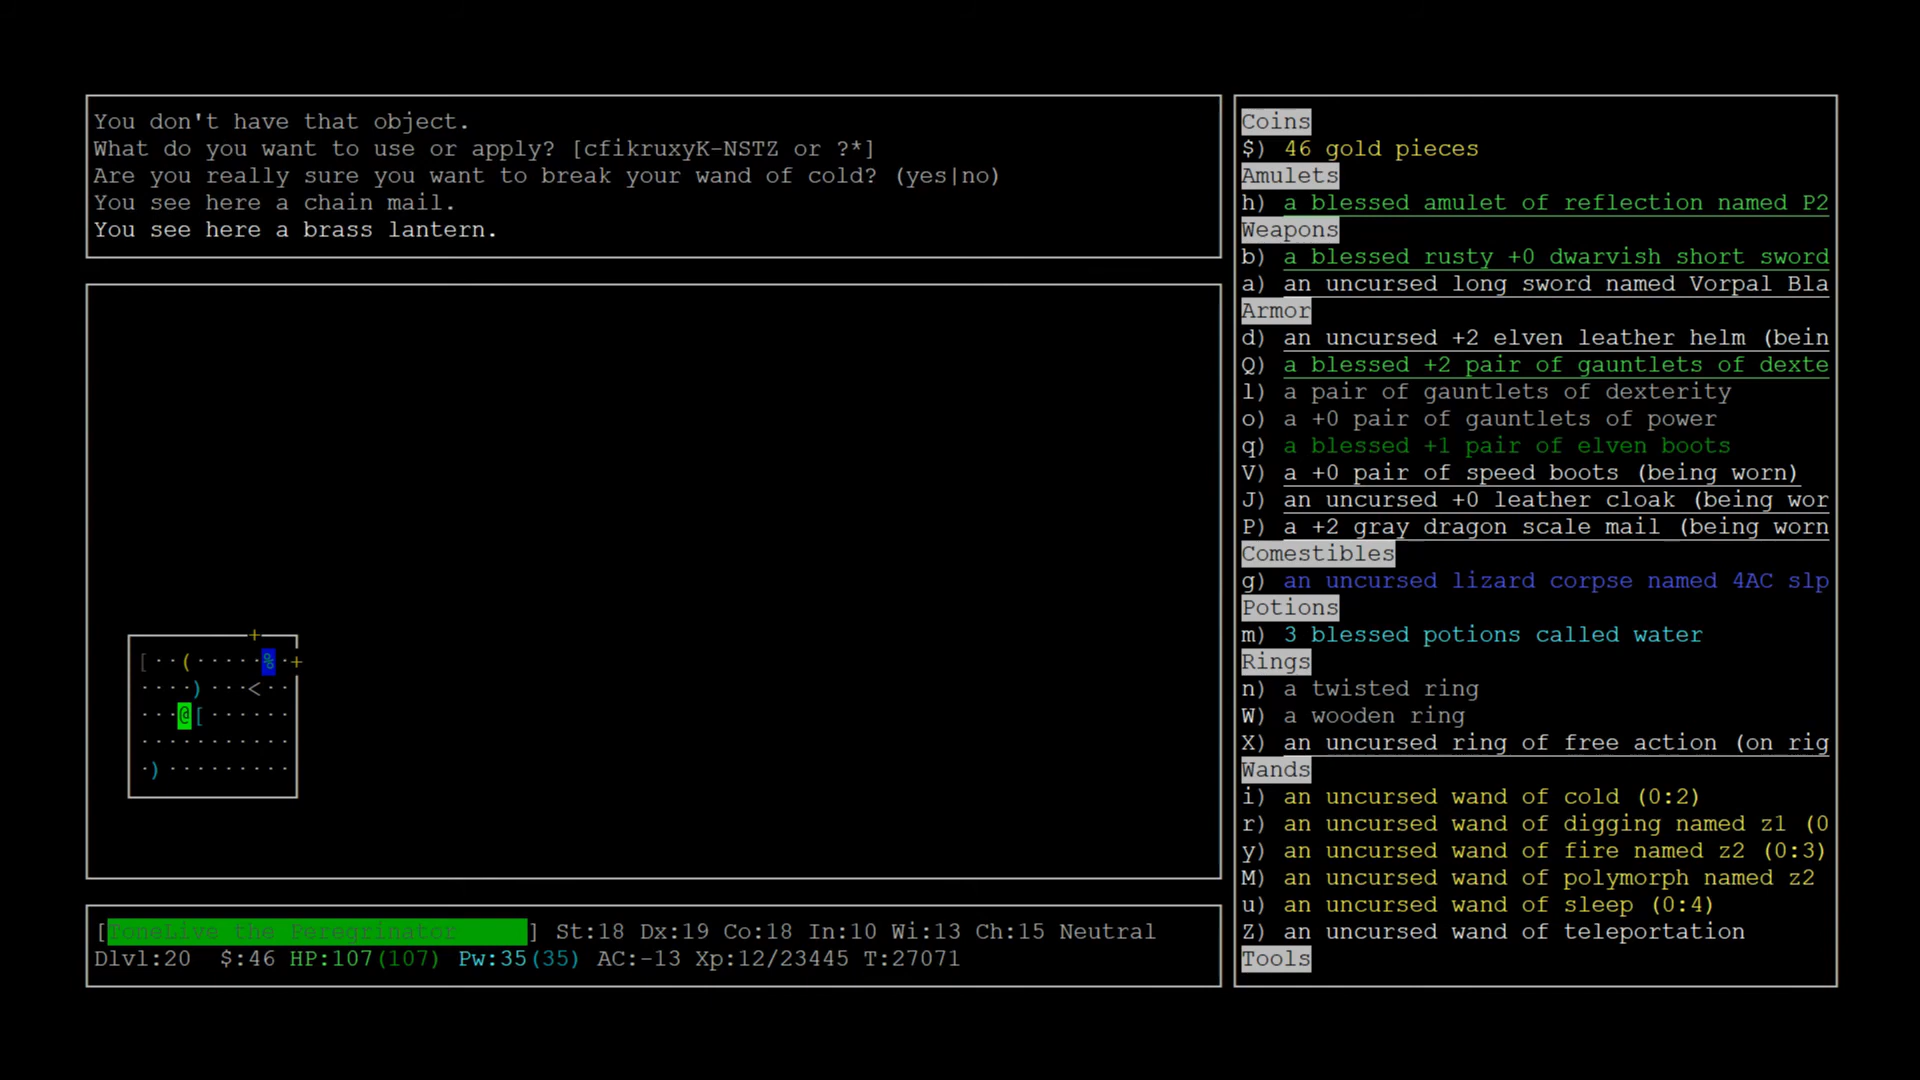 You don't have that object.
What do you want to use or apply? [cfikruxyK-NSTZ or ?*]
Are you really sure you want to break your wand of cold? (yes|no)
You see here a chain mail.
You see here a brass lantern.
+
[··(·····%·+
····)···<··
···@[······
···········
·)·········
[ToneLive the Peregrinator     ] St:18 Dx:19 Co:18 In:10 Wi:13 Ch:15 Neutral
Dlvl:20  $:46 HP:107(107) Pw:35(35) AC:-13 Xp:12/23445 T:27071
Coins
$) 46 gold pieces
Amulets
h) a blessed amulet of reflection named P2
Weapons
b) a blessed rusty +0 dwarvish short sword
a) an uncursed long sword named Vorpal Bla
Armor
d) an uncursed +2 elven leather helm (bein
Q) a blessed +2 pair of gauntlets of dexte
l) a pair of gauntlets of dexterity
o) a +0 pair of gauntlets of power
q) a blessed +1 pair of elven boots
V) a +0 pair of speed boots (being worn)
J) an uncursed +0 leather cloak (being wor
P) a +2 gray dragon scale mail (being worn
Comestibles
g) an uncursed lizard corpse named 4AC slp
Potions
m) 3 blessed potions called water
Rings
n) a twisted ring
W) a wooden ring
X) an uncursed ring of free action (on rig
Wands
i) an uncursed wand of cold (0:2)
r) an uncursed wand of digging named z1 (0
y) an uncursed wand of fire named z2 (0:3)
M) an uncursed wand of polymorph named z2
u) an uncursed wand of sleep (0:4)
Z) an uncursed wand of teleportation
Tools